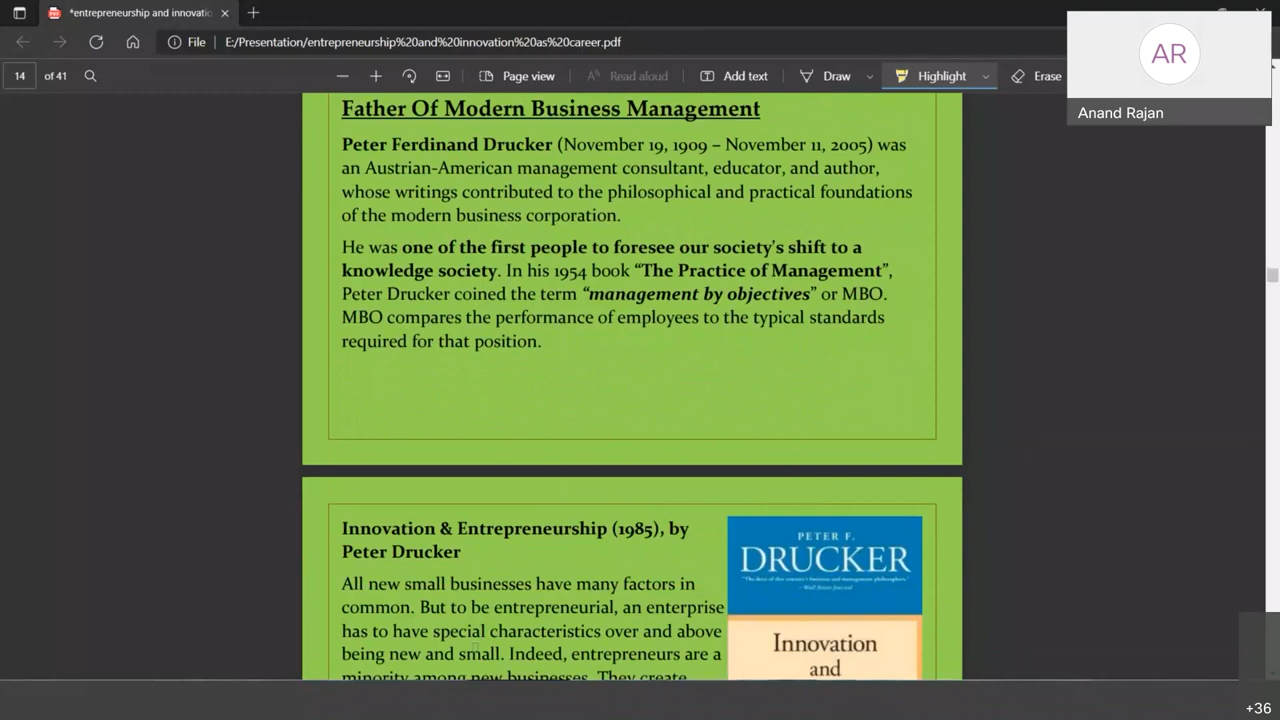 *entrepreneurship and innovatio
File
E:/Presentation/entrepreneurship%20and%20innovation%20as%20career.pdf
14
of 41
Page view
Read aloud
Add text
Draw
Highlight
Erase
AR
Anand Rajan
Father Of Modern Business Management
Peter Ferdinand Drucker (November 19, 1909 – November 11, 2005) was
an Austrian-American management consultant, educator, and author,
whose writings contributed to the philosophical and practical foundations
of the modern business corporation.
He was one of the first people to foresee our society's shift to a
knowledge society. In his 1954 book “The Practice of Management”,
Peter Drucker coined the term “management by objectives” or MBO.
MBO compares the performance of employees to the typical standards
required for that position.
Innovation & Entrepreneurship (1985), by
Peter Drucker
All new small businesses have many factors in
common. But to be entrepreneurial, an enterprise
has to have special characteristics over and above
being new and small. Indeed, entrepreneurs are a
minority among new businesses. They create
PETER F.
DRUCKER
Innovation
and
+36